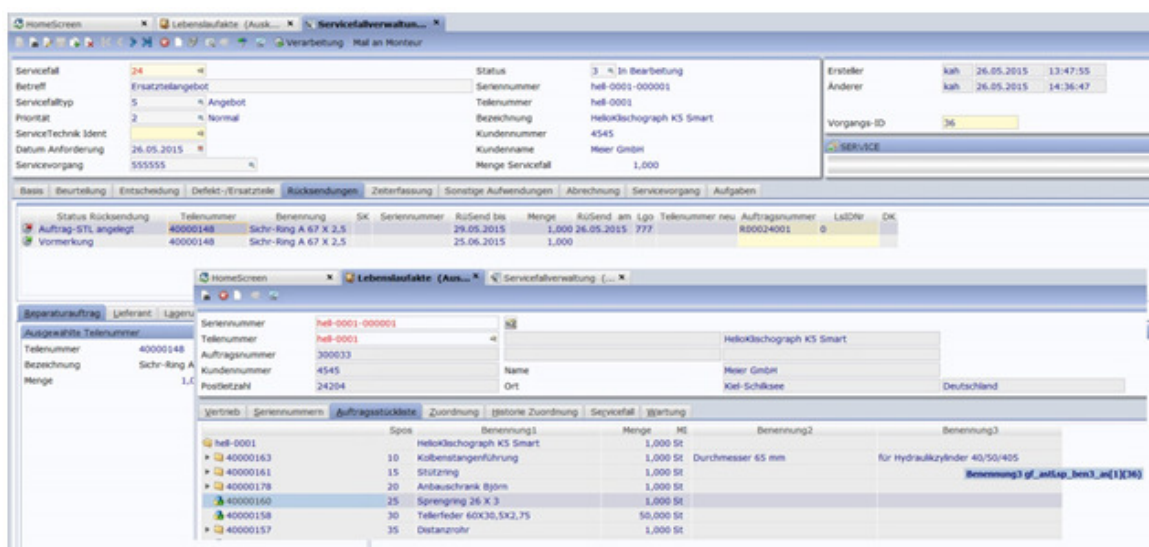 HomeScreen Lebenslaufakte (Ausk... Servicefallverwaltun...
Verarbeitung Mail an Monteur
Servicefall 24 Status 3 In Bearbeitung Ersteller kah 26.05.2015 13:47:55
Betreff Ersatzteilangebot Seriennummer hell-0001-000001 Änderer kah 26.05.2015 14:36:47
Servicefalltyp 5 Angebot Teilenummer hell-0001
Priorität 2 Normal Bezeichnung HelioKlischograph K5 Smart Vorgangs-ID 36
ServiceTechnik Ident Kundennummer 4545
Datum Anforderung 26.05.2015 Kundenname Meier GmbH SERVICE
Servicevorgang 555555 Menge Servicefall 1,000
Basis Beurteilung Entscheidung Defekt-/Ersatzteile Rücksendungen Zeiterfassung Sonstige Aufwendungen Abrechnung Servicevorgang Aufgaben
Status Rücksendung Teilenummer Benennung SK Seriennummer RüSend bis Menge RüSend am Lgo Teilenummer neu Auftragsnummer LsIDNr DK
Auftrag-STL angelegt 40000148 Sichr-Ring A 67 X 2,5 29.05.2015 1,000 26.05.2015 777 R00024001 0
Vormerkung 40000148 Sichr-Ring A 67 X 2,5 25.06.2015 1,000
HomeScreen Lebenslaufakte (Aus... Servicefallverwaltung (...
Reparaturauftrag Lieferant Lageru
Ausgewählte Teilenummer
Teilenummer 40000148
Bezeichnung Sichr-Ring A
Menge 1,0
Seriennummer hell-0001-000001
Teilenummer hell-0001 HelioKlischograph K5 Smart
Auftragsnummer 300033
Kundennummer 4545 Name Meier GmbH
Postleitzahl 24204 Ort Kiel-Schilksee Deutschland
Vertrieb Seriennummern Auftragsstückliste Zuordnung Historie Zuordnung Servicefall Wartung
Spos Benennung1 Menge ME Benennung2 Benennung3
hell-0001 HelioKlischograph K5 Smart 1,000 St
40000163 10 Kolbenstangenführung 1,000 St Durchmesser 65 mm für Hydraulikzylinder 40/50/405
40000161 15 Stützring 1,000 St
Benennung3 gf_astLsp_ben3_as[1](36)
40000178 20 Anbauschrank Björn 1,000 St
40000160 25 Sprengring 26 X 3 1,000 St
40000158 30 Tellerfeder 60X30,5X2,75 50,000 St
40000157 35 Distanzrohr 1,000 St